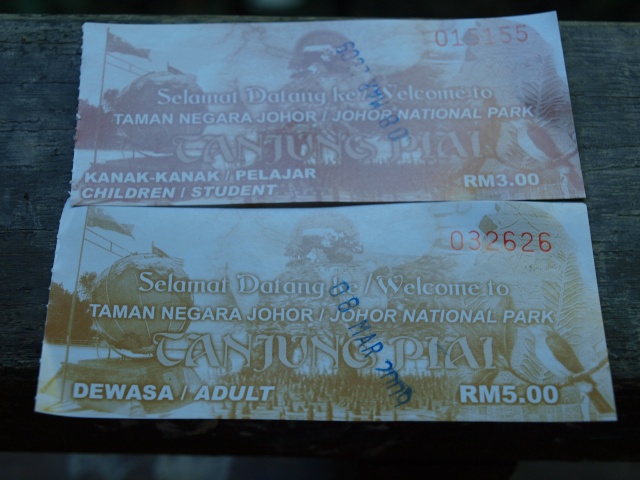 015155
Selamat Datang ke/Welcome to
TAMAN NEGARA JOHOR / JOHOR NATIONAL PARK
TANJUNG PIAI
KANAK-KANAK / PELAJAR
CHILDREN / STUDENT
RM3.00
032626
Selamat Datang ke/Welcome to
TAMAN NEGARA JOHOR / JOHOR NATIONAL PARK
TANJUNG PIAI
DEWASA / ADULT
RM5.00
08 MAR